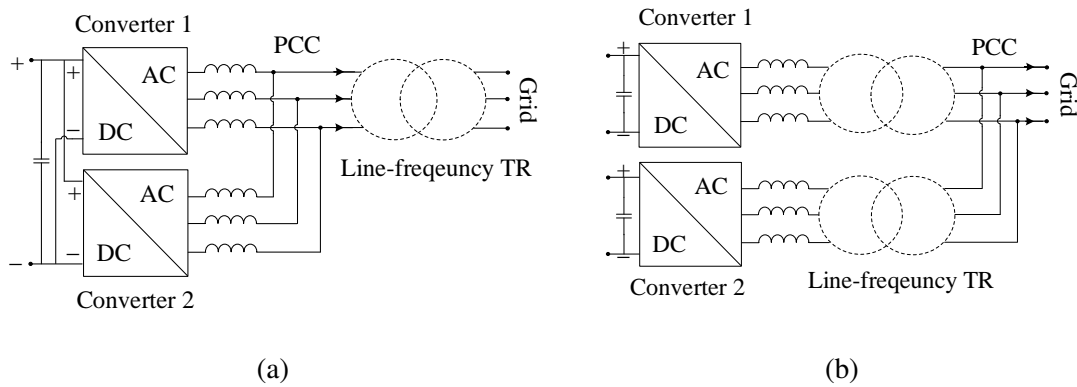 Converter 1
PCC
+
+
AC
DC
−
Grid
Line-freqeuncy TR
+
AC
DC
−
−
Converter 2
(a)
Converter 1
PCC
+
AC
DC
−
Grid
+
AC
DC
−
Line-freqeuncy TR
Converter 2
(b)